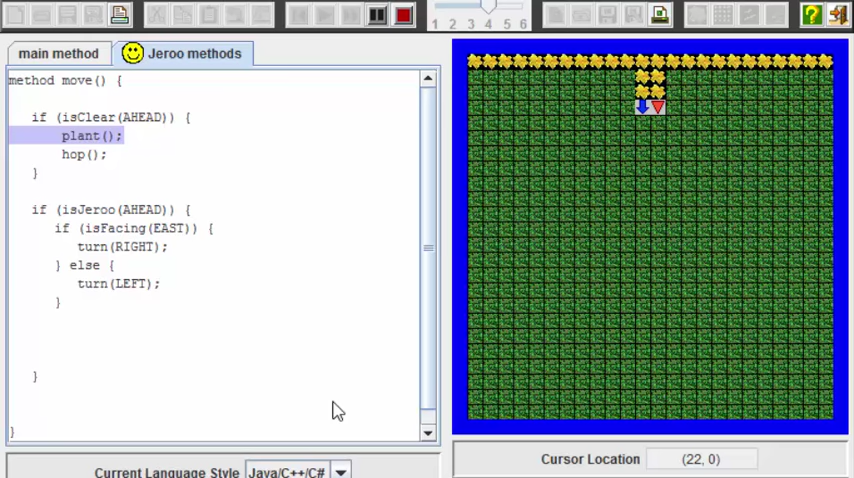 1 2 3 4 5 6
main method
Jeroo methods
method move() {
if (isClear(AHEAD)) {
plant();
hop();
}
if (isJeroo(AHEAD)) {
if (isFacing(EAST)) {
turn(RIGHT);
} else {
turn(LEFT);
}
}
}
Current Language Style
Java/C++/C#
Cursor Location
(22, 0)